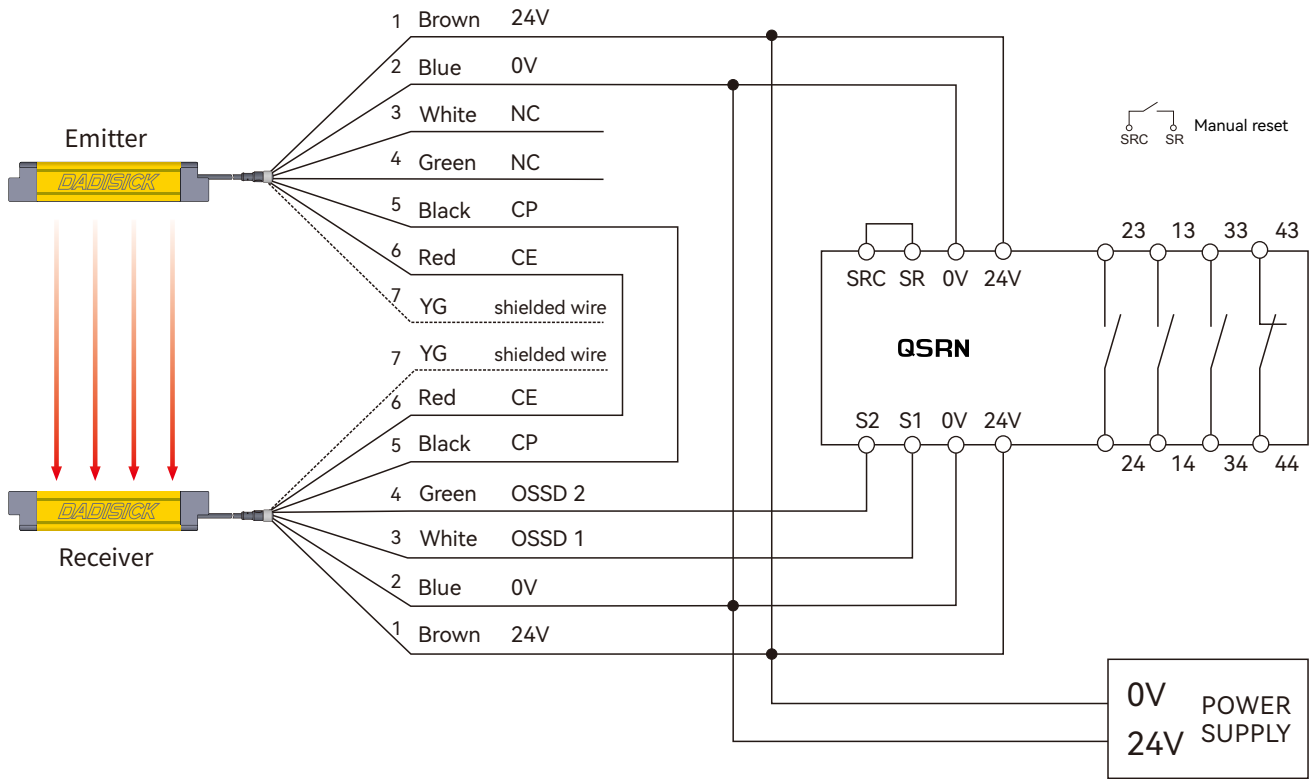 1 Brown 24V
2 Blue 0V
3 White NC
4 Green NC
5 Black CP
6 Red CE
7 YG shielded wire
Emitter
DADISICK
7 YG shielded wire
6 Red CE
5 Black CP
4 Green OSSD 2
3 White OSSD 1
2 Blue 0V
1 Brown 24V
DADISICK
Receiver
SRC SR Manual reset
23 13 33 43
SRC SR 0V 24V
QSRN
S2 S1 0V 24V
24 14 34 44
0V
24V
POWER
SUPPLY